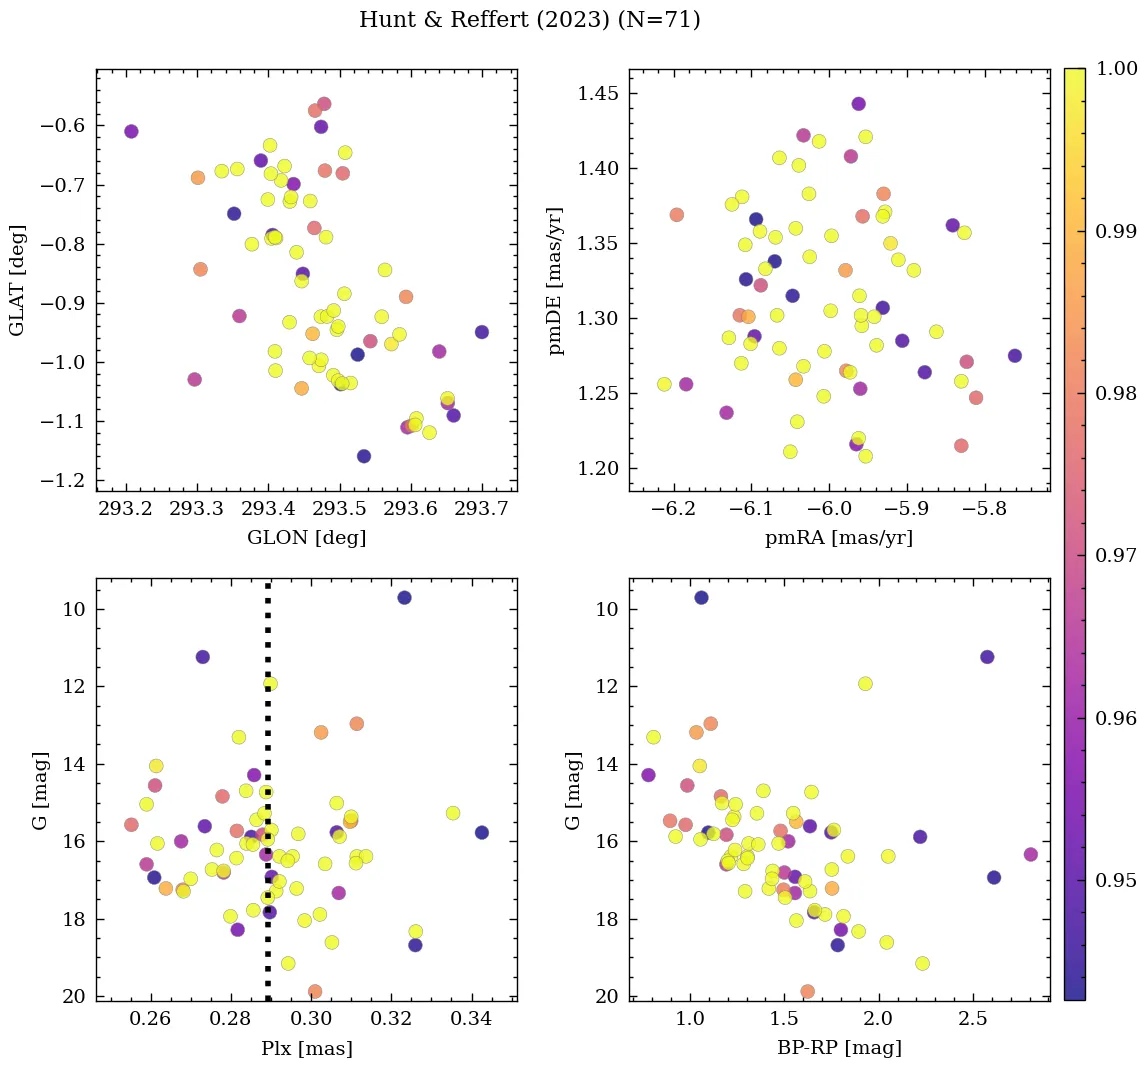 Hunt & Reffert (2023) (N=71)
−0.6
−0.7
−0.8
−0.9
−1.0
−1.1
−1.2
GLAT [deg]
293.2 293.3 293.4 293.5 293.6 293.7
GLON [deg]
1.45
1.40
1.35
1.30
1.25
1.20
pmDE [mas/yr]
−6.2 −6.1 −6.0 −5.9 −5.8
pmRA [mas/yr]
10
12
14
16
18
20
G [mag]
0.26 0.28 0.30 0.32 0.34
Plx [mas]
10
12
14
16
18
20
G [mag]
1.0 1.5 2.0 2.5
BP-RP [mag]
1.00
0.99
0.98
0.97
0.96
0.95